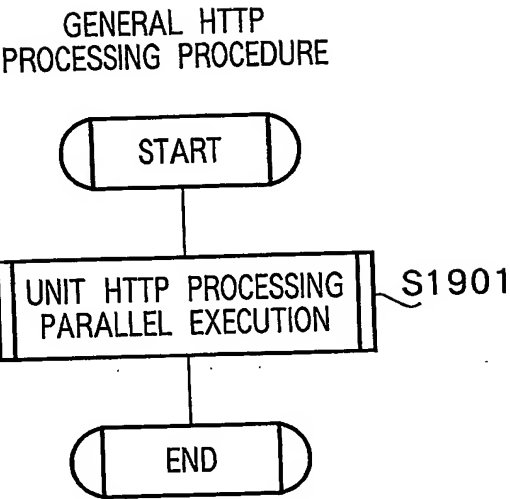 GENERAL HTTP
PROCESSING PROCEDURE
START
UNIT HTTP PROCESSING
PARALLEL EXECUTION
S1901
END